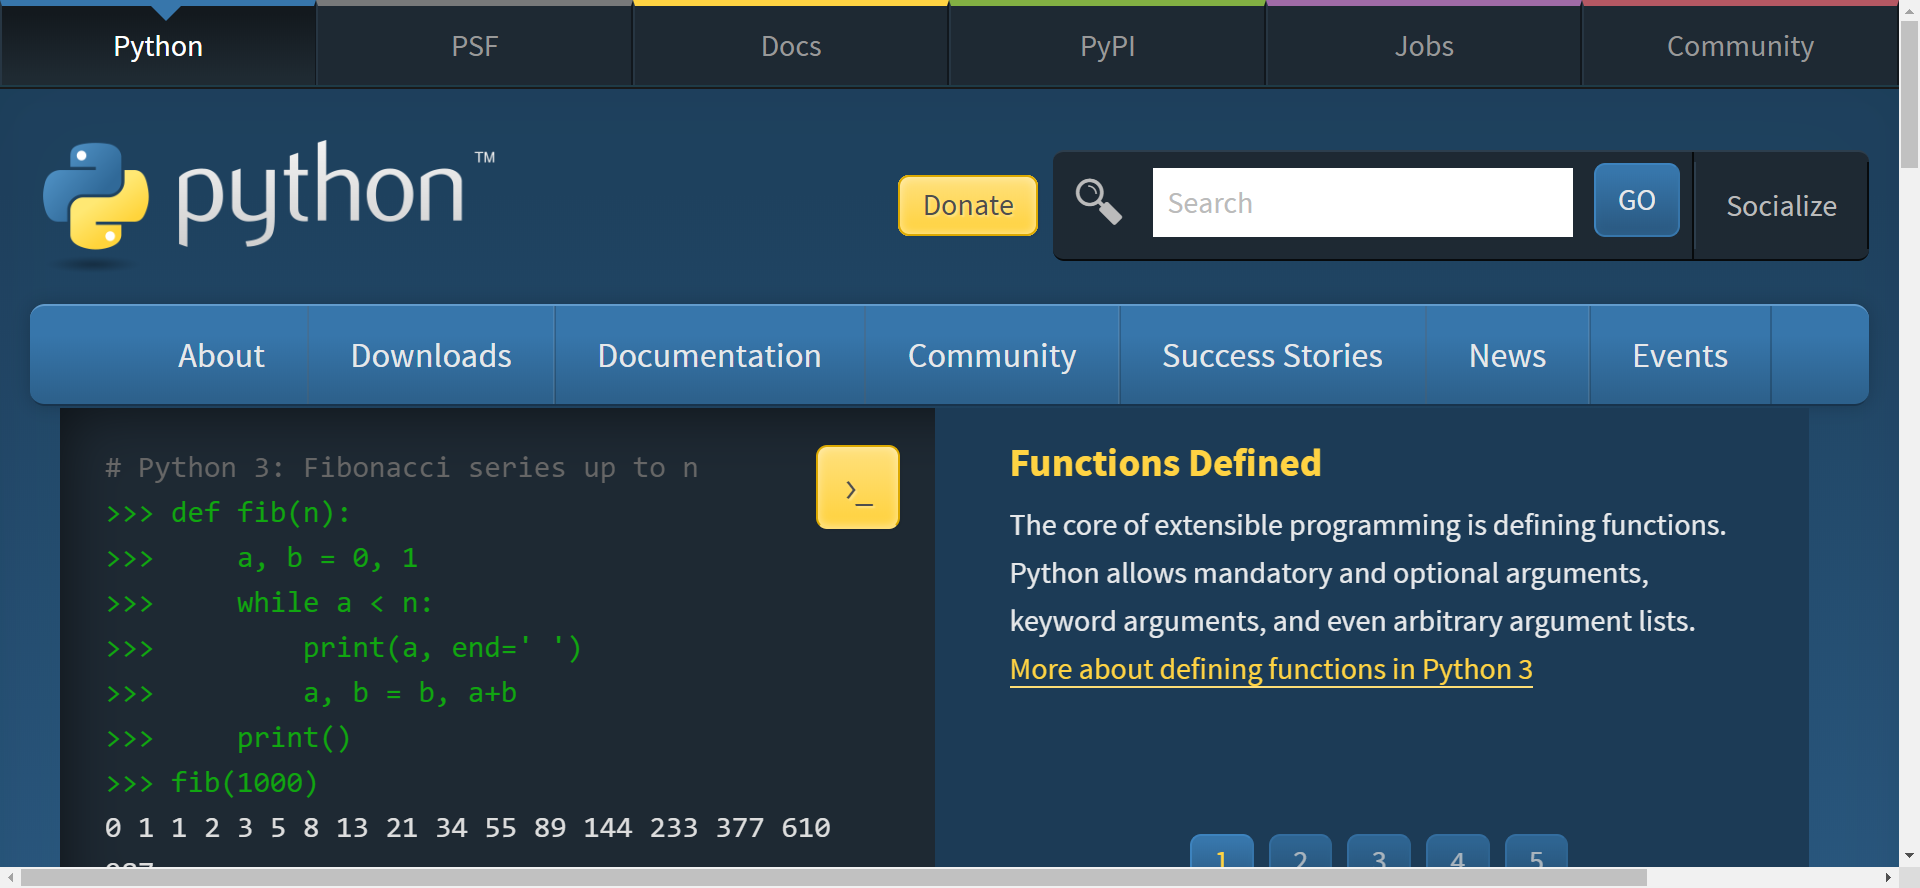 Python
PSF
Docs
PyPI
Jobs
Community
python™
Donate
Search
GO
Socialize
About
Downloads
Documentation
Community
Success Stories
News
Events
# Python 3: Fibonacci series up to n
>>> def fib(n):
>>>     a, b = 0, 1
>>>     while a < n:
>>>         print(a, end=' ')
>>>         a, b = b, a+b
>>>     print()
>>> fib(1000)
0 1 1 2 3 5 8 13 21 34 55 89 144 233 377 610
987
>_
Functions Defined
The core of extensible programming is defining functions.
Python allows mandatory and optional arguments,
keyword arguments, and even arbitrary argument lists.
More about defining functions in Python 3
1 2 3 4 5